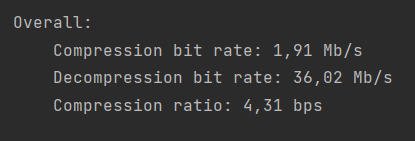 Overall:
Compression bit rate: 1,91 Mb/s
Decompression bit rate: 36,02 Mb/s
Compression ratio: 4,31 bps